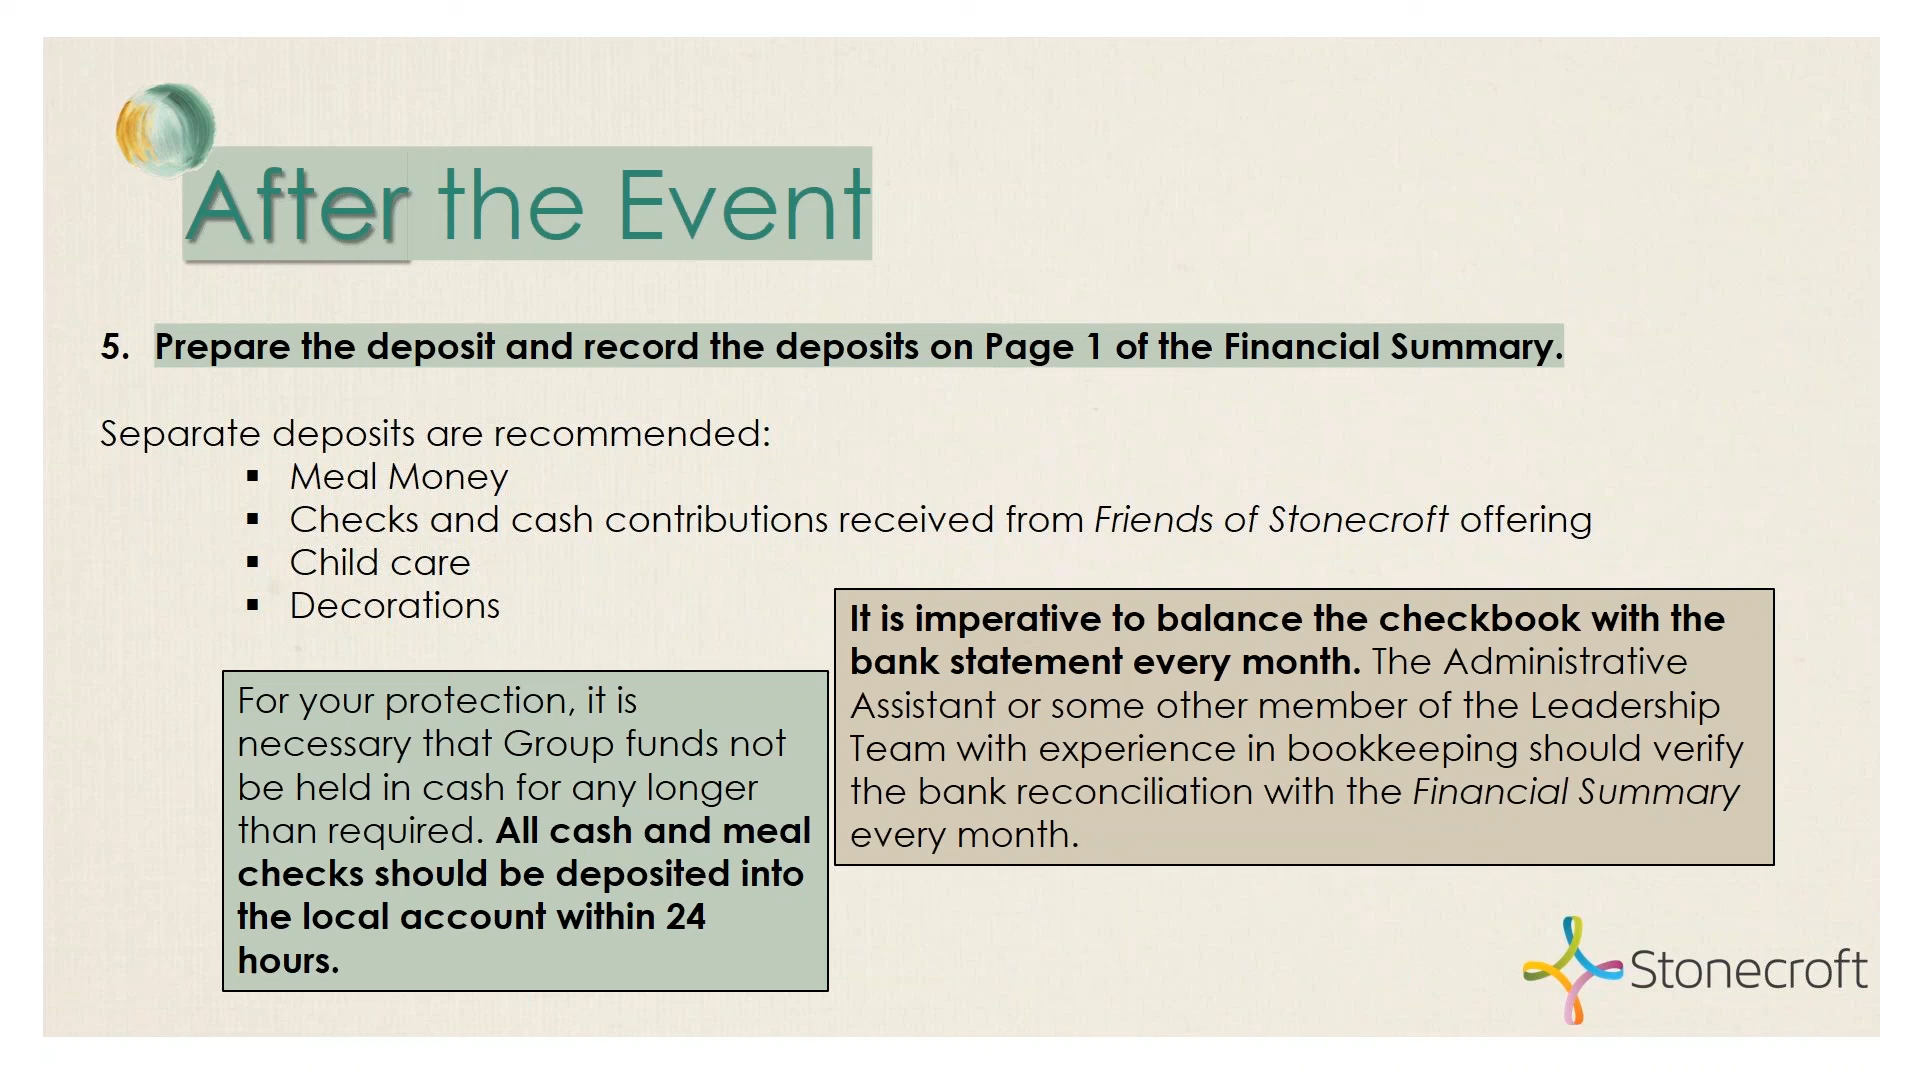 After the Event
5. Prepare the deposit and record the deposits on Page 1 of the Financial Summary.
Separate deposits are recommended:
▪ Meal Money
▪ Checks and cash contributions received from Friends of Stonecroft offering
▪ Child care
▪ Decorations
For your protection, it is
necessary that Group funds not
be held in cash for any longer
than required. All cash and meal
checks should be deposited into
the local account within 24
hours.
It is imperative to balance the checkbook with the
bank statement every month. The Administrative
Assistant or some other member of the Leadership
Team with experience in bookkeeping should verify
the bank reconciliation with the Financial Summary
every month.
Stonecroft